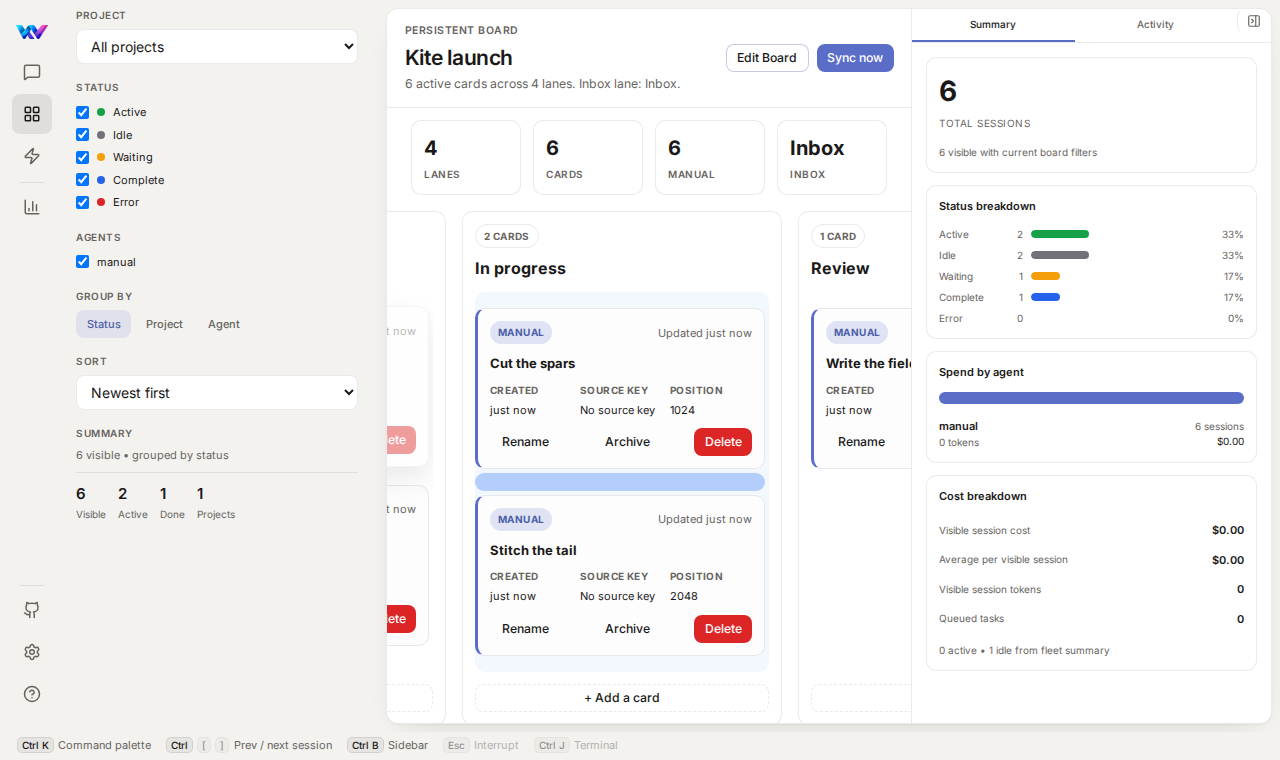 PROJECT
All projects
STATUS
Active
Idle
Waiting
Complete
Error
AGENTS
manual
GROUP BY
Status Project Agent
SORT
Newest first
SUMMARY
6 visible • grouped by status
6 2 1 1
Visible Active Done Projects
PERSISTENT BOARD
Kite launch
6 active cards across 4 lanes. Inbox lane: Inbox.
Edit Board Sync now
4 LANES
6 CARDS
6 MANUAL
Inbox INBOX
t now
ete
t now
ete
2 CARDS
In progress
MANUAL Updated just now
Cut the spars
CREATED SOURCE KEY POSITION
just now No source key 1024
Rename Archive Delete
MANUAL Updated just now
Stitch the tail
CREATED SOURCE KEY POSITION
just now No source key 2048
Rename Archive Delete
+ Add a card
1 CARD
Review
MANUAL
Write the fiel
CREATED
just now
Rename
Summary Activity
6
TOTAL SESSIONS
6 visible with current board filters
Status breakdown
Active 2 33%
Idle 2 33%
Waiting 1 17%
Complete 1 17%
Error 0 0%
Spend by agent
manual 6 sessions
0 tokens $0.00
Cost breakdown
Visible session cost $0.00
Average per visible session $0.00
Visible session tokens 0
Queued tasks 0
0 active • 1 idle from fleet summary
Ctrl K Command palette Ctrl [ ] Prev / next session Ctrl B Sidebar Esc Interrupt Ctrl J Terminal